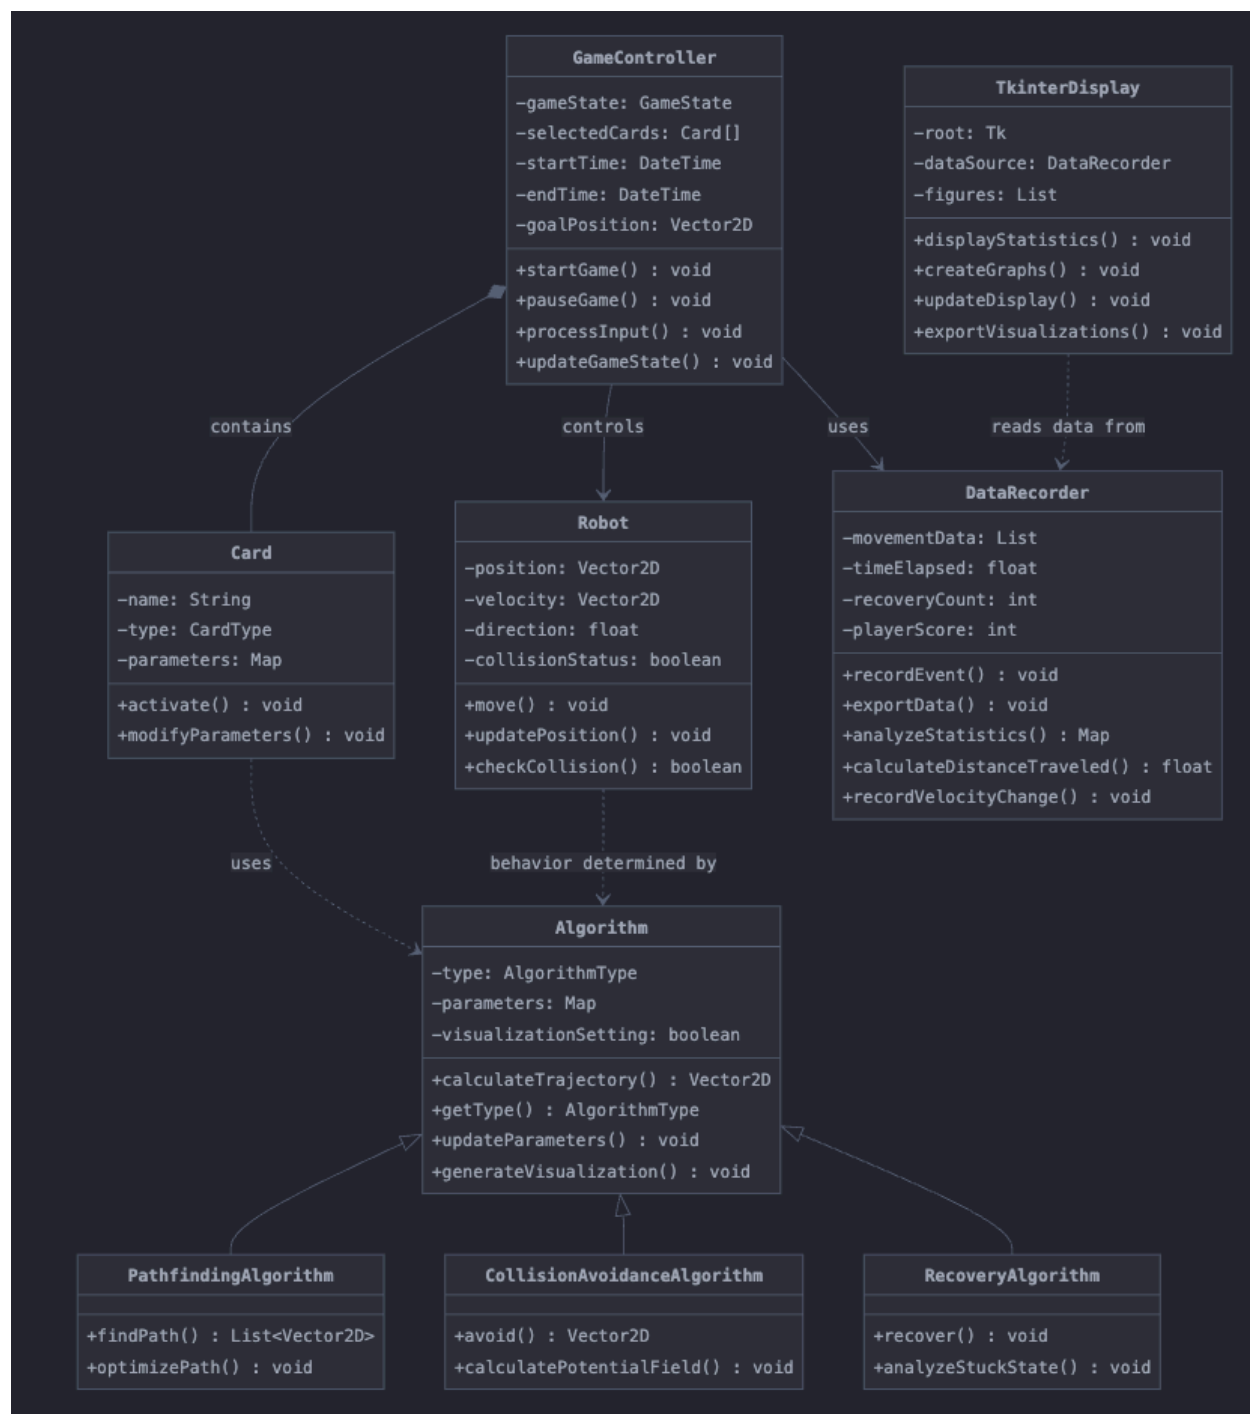 GameController
-gameState: GameState
-selectedCards: Card[]
-startTime: DateTime
-endTime: DateTime
-goalPosition: Vector2D
+startGame() : void
+pauseGame() : void
+processInput() : void
+updateGameState() : void
TkinterDisplay
-root: Tk
-dataSource: DataRecorder
-figures: List
+displayStatistics() : void
+createGraphs() : void
+updateDisplay() : void
+exportVisualizations() : void
contains
controls
uses
reads data from
Card
-name: String
-type: CardType
-parameters: Map
+activate() : void
+modifyParameters() : void
Robot
-position: Vector2D
-velocity: Vector2D
-direction: float
-collisionStatus: boolean
+move() : void
+updatePosition() : void
+checkCollision() : boolean
DataRecorder
-movementData: List
-timeElapsed: float
-recoveryCount: int
-playerScore: int
+recordEvent() : void
+exportData() : void
+analyzeStatistics() : Map
+calculateDistanceTraveled() : float
+recordVelocityChange() : void
uses
behavior determined by
Algorithm
-type: AlgorithmType
-parameters: Map
-visualizationSetting: boolean
+calculateTrajectory() : Vector2D
+getType() : AlgorithmType
+updateParameters() : void
+generateVisualization() : void
PathfindingAlgorithm
+findPath() : List<Vector2D>
+optimizePath() : void
CollisionAvoidanceAlgorithm
+avoid() : Vector2D
+calculatePotentialField() : void
RecoveryAlgorithm
+recover() : void
+analyzeStuckState() : void